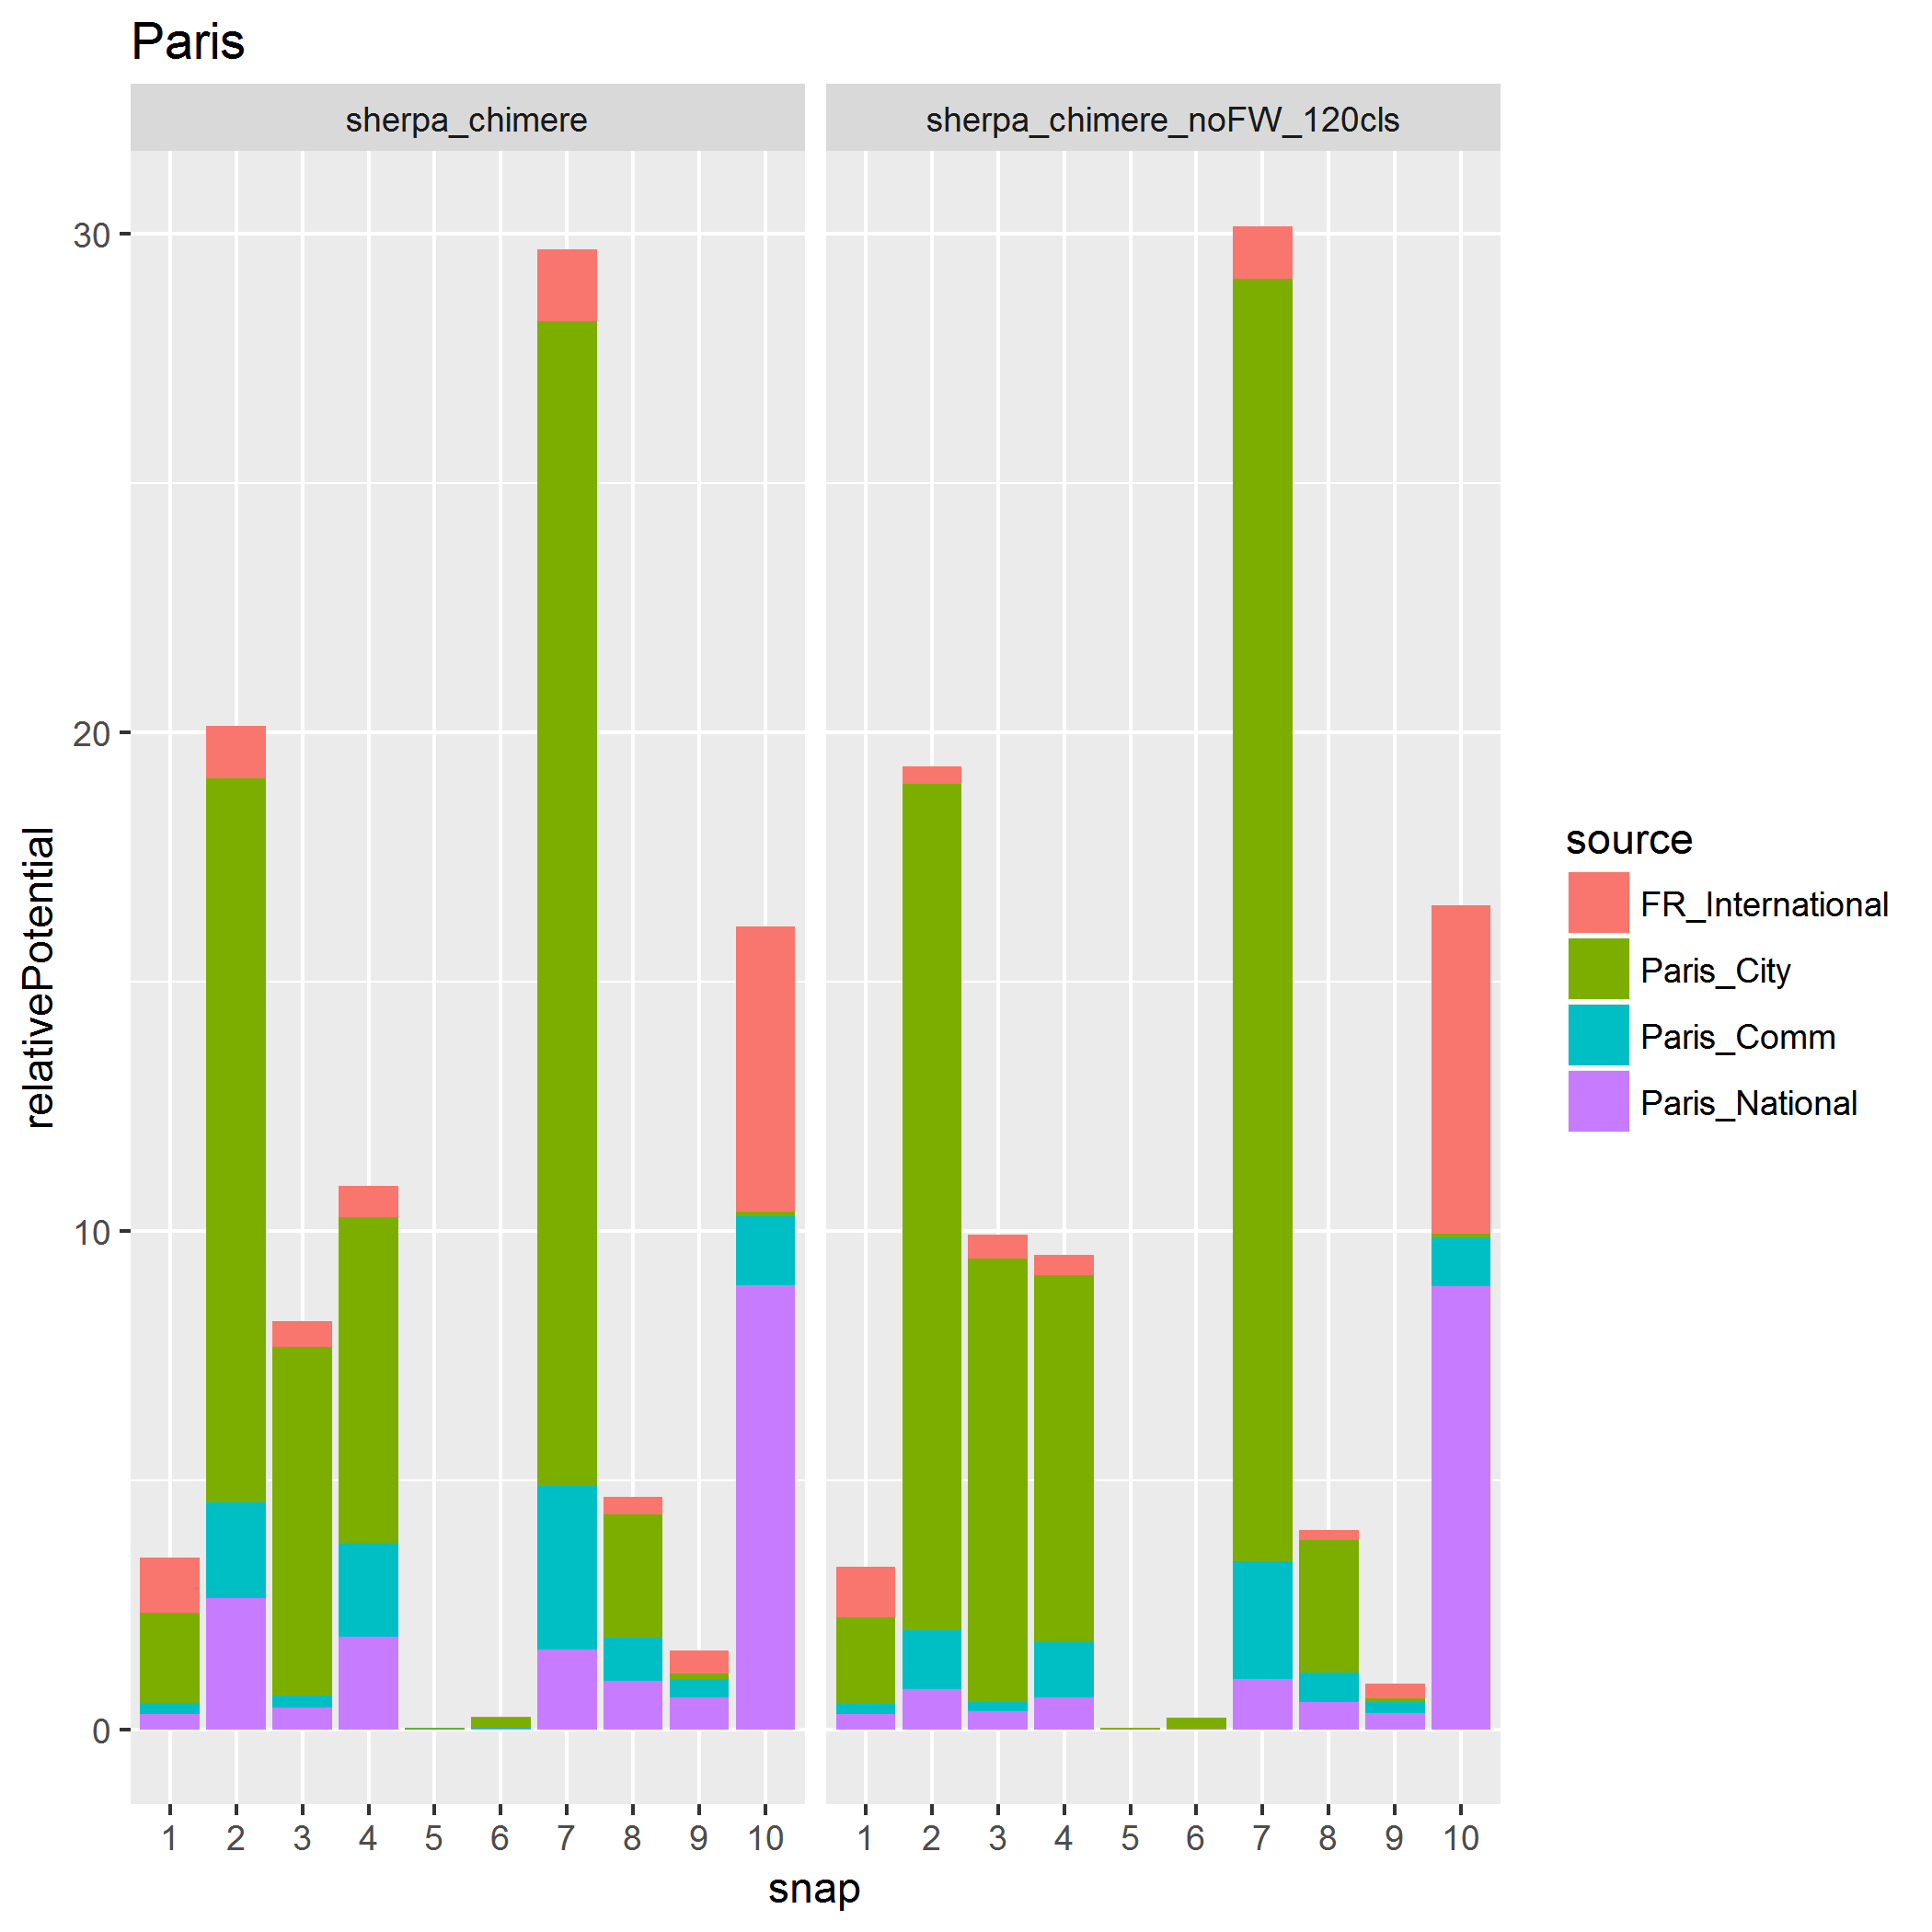 Paris
sherpa_chimere
sherpa_chimere_noFW_120cls
30
20
10
0
relativePotential
1 2 3 4 5 6 7 8 9 10
1 2 3 4 5 6 7 8 9 10
snap
source
FR_International
Paris_City
Paris_Comm
Paris_National